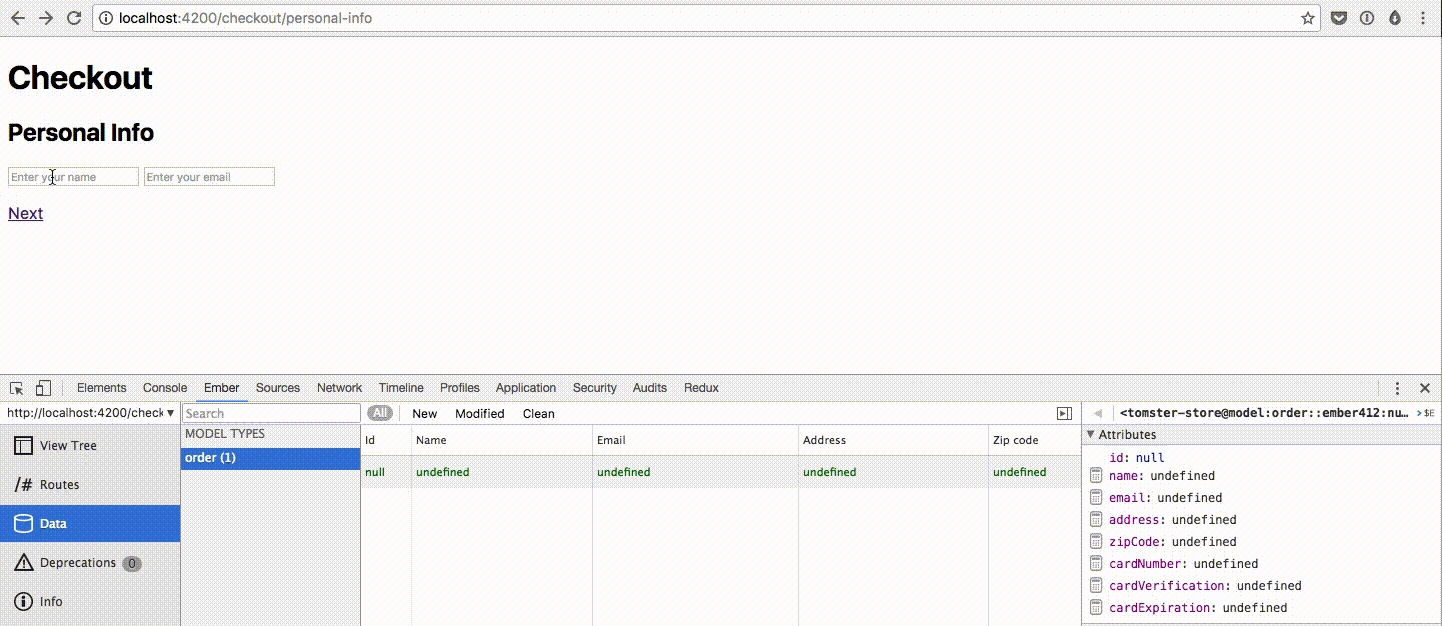 localhost:4200/checkout/personal-info
Checkout
Personal Info
Enter your name Enter your email
Next
Elements Console Ember Sources Network Timeline Profiles Application Security Audits Redux
http://localhost:4200/check Search All New Modified Clean <tomster-store@model:order::ember412:nu… $E
MODEL TYPES
order (1)
View Tree
Routes
Data
Deprecations 0
Info
Id Name Email Address Zip code
null undefined undefined undefined undefined
Attributes
id: null
name: undefined
email: undefined
address: undefined
zipCode: undefined
cardNumber: undefined
cardVerification: undefined
cardExpiration: undefined